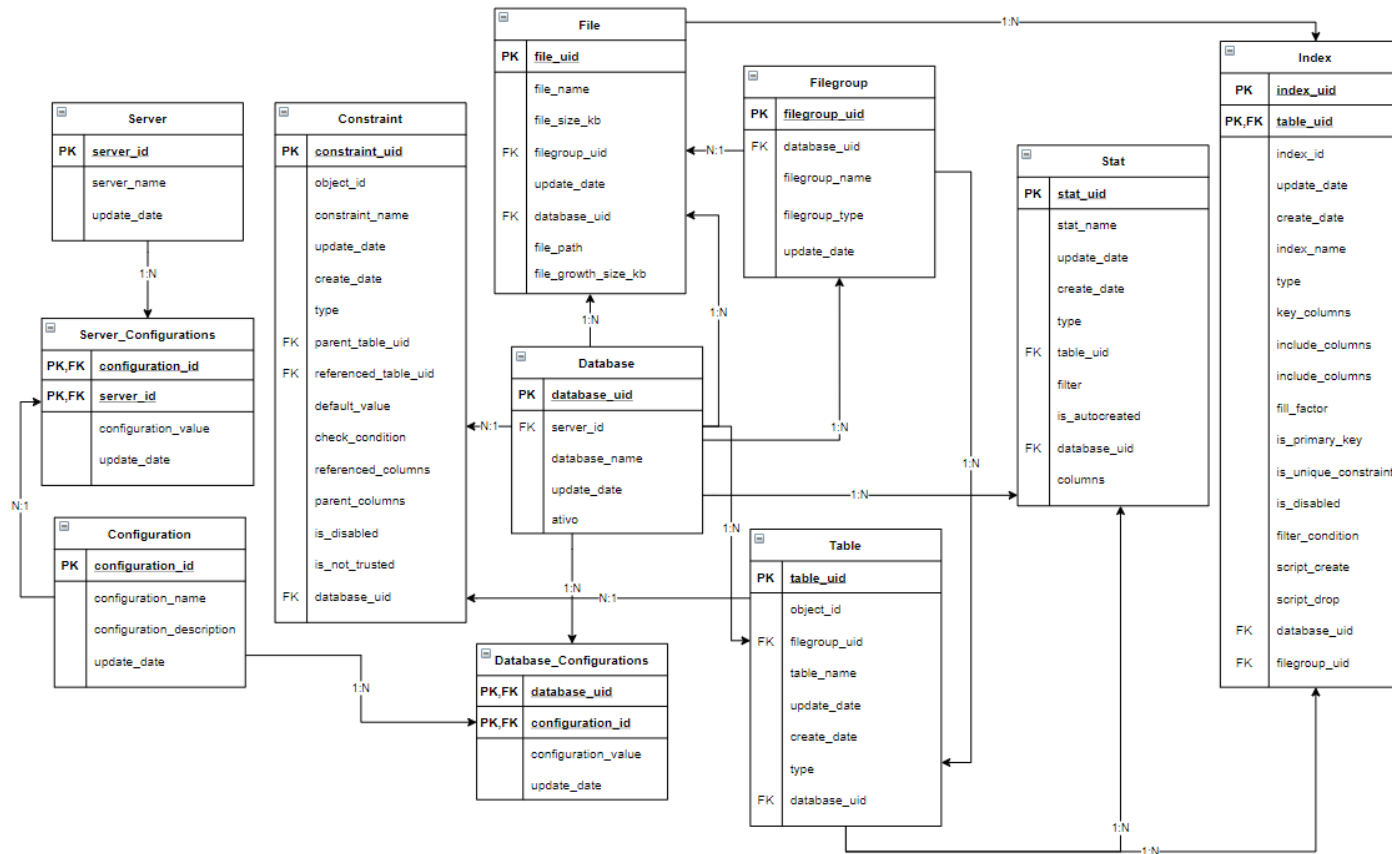 File
PK file_uid
file_name
file_size_kb
FK filegroup_uid
update_date
FK database_uid
file_path
file_growth_size_kb
1:N
Index
PK index_uid
PK,FK table_uid
index_id
update_date
create_date
index_name
type
key_columns
include_columns
include_columns
fill_factor
is_primary_key
is_unique_constraint
is_disabled
filter_condition
script_create
script_drop
FK database_uid
FK filegroup_uid
Filegroup
PK filegroup_uid
FK database_uid
filegroup_name
filegroup_type
update_date
N:1
Server
PK server_id
server_name
update_date
1:N
Constraint
PK constraint_uid
object_id
constraint_name
update_date
create_date
type
FK parent_table_uid
FK referenced_table_uid
default_value
check_condition
referenced_columns
parent_columns
is_disabled
is_not_trusted
FK database_uid
Stat
PK stat_uid
stat_name
update_date
create_date
type
FK table_uid
filter
is_autocreated
FK database_uid
columns
Server_Configurations
PK,FK configuration_id
PK,FK server_id
configuration_value
update_date
N:1
1:N
1:N
Database
PK database_uid
FK server_id
database_name
update_date
ativo
N:1
1:N
1:N
1:N
1:N
1:N
Configuration
PK configuration_id
configuration_name
configuration_description
update_date
1:N
N:1
Table
PK table_uid
object_id
FK filegroup_uid
table_name
update_date
create_date
type
FK database_uid
Database_Configurations
PK,FK database_uid
PK,FK configuration_id
configuration_value
update_date
1:N
1:N